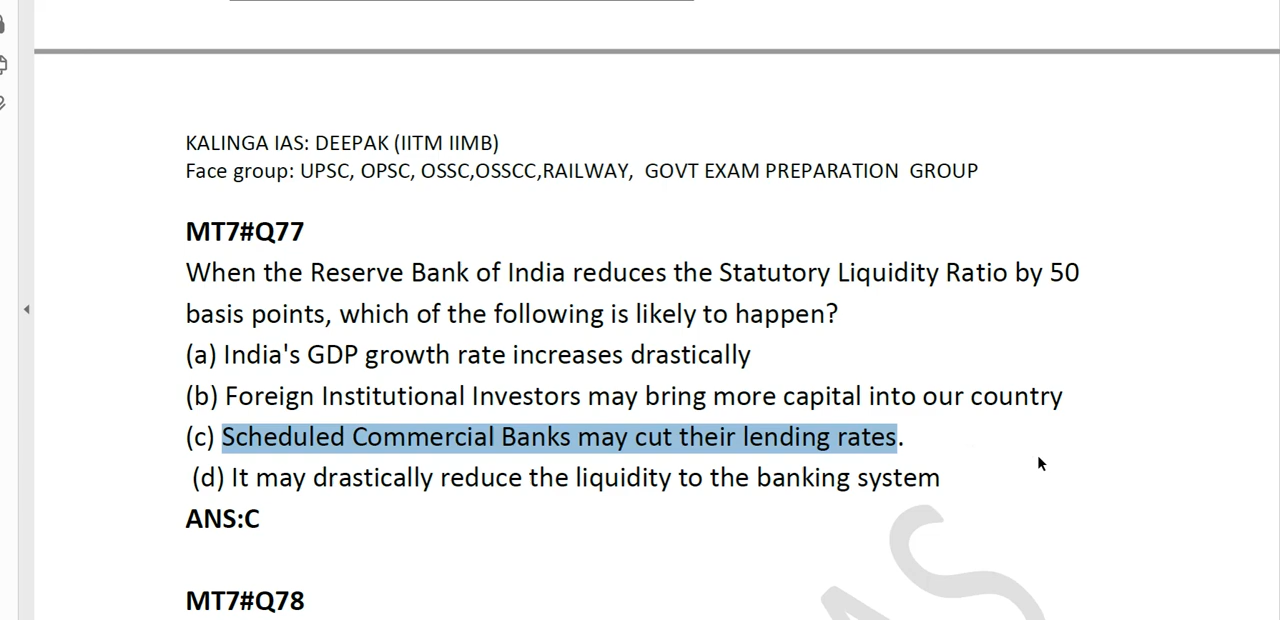 KALINGA IAS: DEEPAK (IITM IIMB)
Face group: UPSC, OPSC, OSSC,OSSCC,RAILWAY, GOVT EXAM PREPARATION GROUP
MT7#Q77
When the Reserve Bank of India reduces the Statutory Liquidity Ratio by 50
basis points, which of the following is likely to happen?
(a) India's GDP growth rate increases drastically
(b) Foreign Institutional Investors may bring more capital into our country
(c) Scheduled Commercial Banks may cut their lending rates.
(d) It may drastically reduce the liquidity to the banking system
ANS:C
MT7#Q78